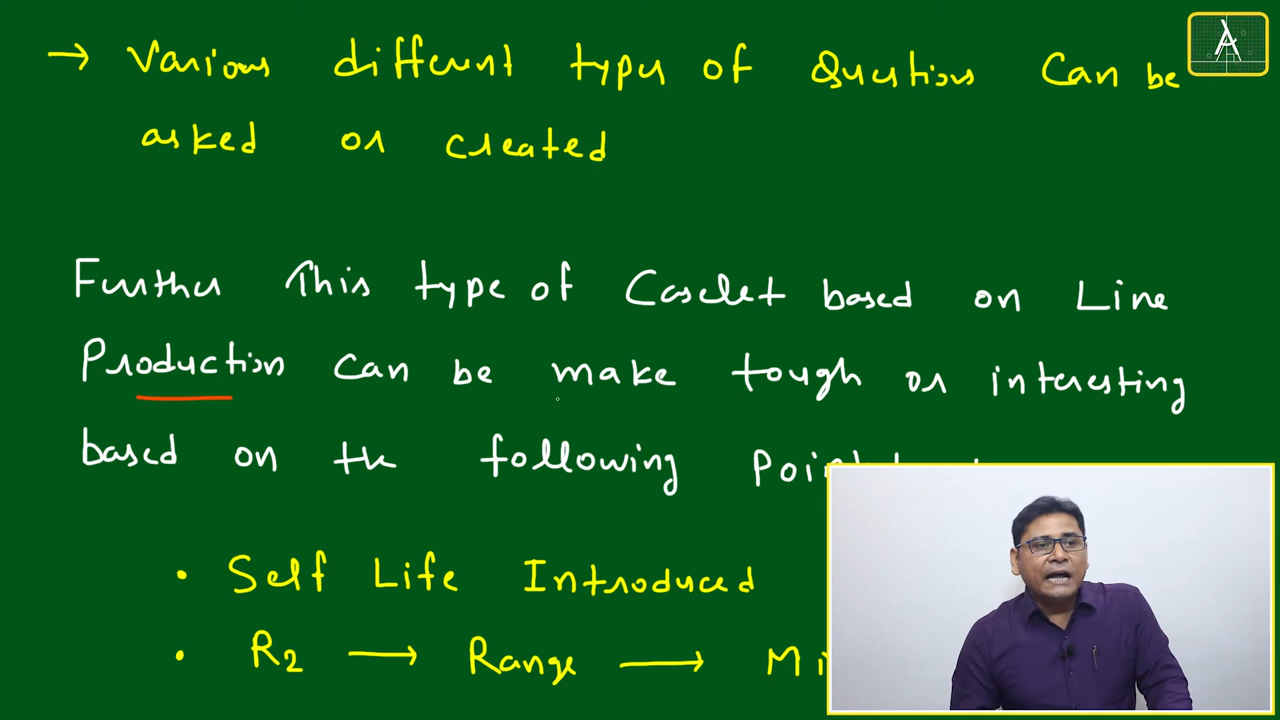 → Various different types of Questions Can be
asked or created
Further This type of Caselet based on Line
Production can be make tough or interesting
based on the following
• Self Life Introduced
• R2 → Range →